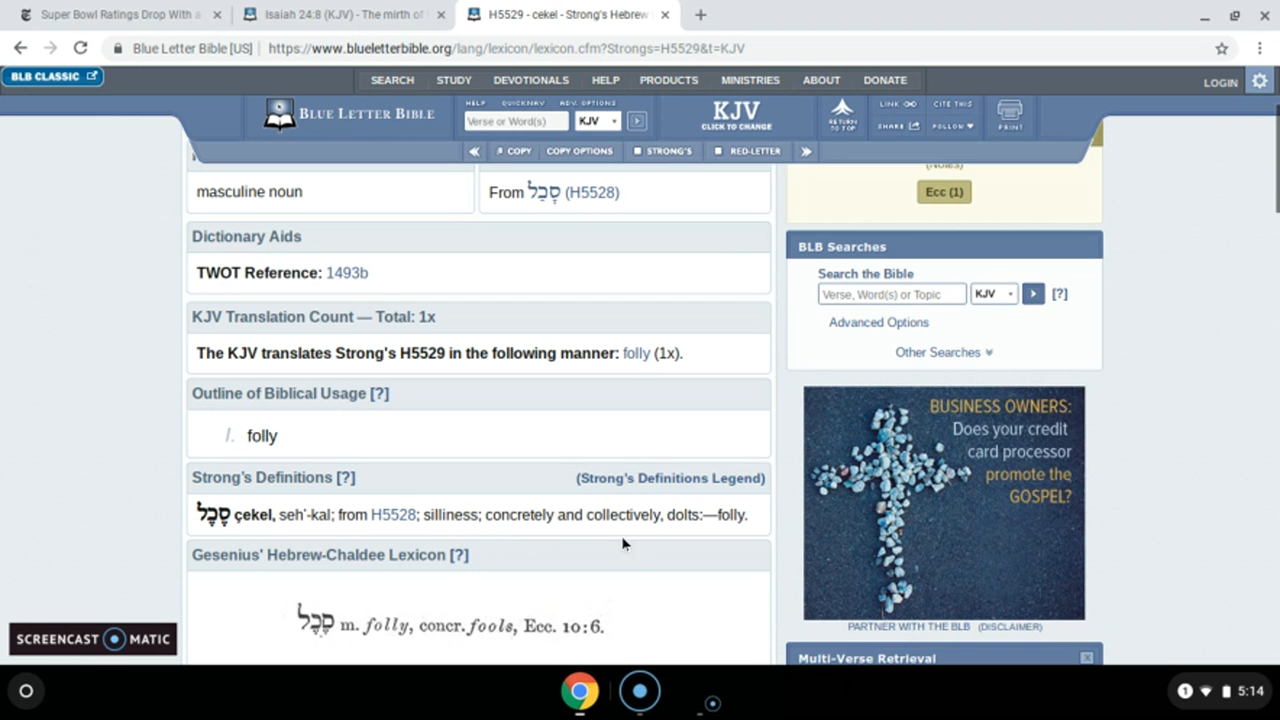 Super Bowl Ratings Drop With a
Isaiah 24:8 (KJV) - The mirth of
H5529 - cekel - Strong's Hebrew
Blue Letter Bible [US] https://www.blueletterbible.org/lang/lexicon/lexicon.cfm?Strongs=H5529&t=KJV
BLB CLASSIC
SEARCH STUDY DEVOTIONALS HELP PRODUCTS MINISTRIES ABOUT DONATE
LOGIN
BLUE LETTER BIBLE
HELP QUICKNAV ADV. OPTIONS
Verse or Word(s) KJV
KJV
CLICK TO CHANGE
RETURN
TO TOP
LINK CITE THIS
SHARE FOLLOW
PRINT
COPY COPY OPTIONS STRONG'S RED-LETTER
masculine noun
From סָכַל (H5528)
Dictionary Aids
TWOT Reference: 1493b
KJV Translation Count — Total: 1x
The KJV translates Strong's H5529 in the following manner: folly (1x).
Outline of Biblical Usage [?]
I. folly
Strong's Definitions [?] (Strong's Definitions Legend)
סֶכֶל çekel, seh'-kal; from H5528; silliness; concretely and collectively, dolts:—folly.
Gesenius' Hebrew-Chaldee Lexicon [?]
סֶכֶל m. folly, concr. fools, Ecc. 10:6.
(Notes)
Ecc (1)
BLB Searches
Search the Bible
Verse, Word(s) or Topic KJV [?]
Advanced Options
Other Searches
BUSINESS OWNERS:
Does your credit
card processor
promote the
GOSPEL?
PARTNER WITH THE BLB (DISCLAIMER)
Multi-Verse Retrieval
SCREENCAST MATIC
1 5:14